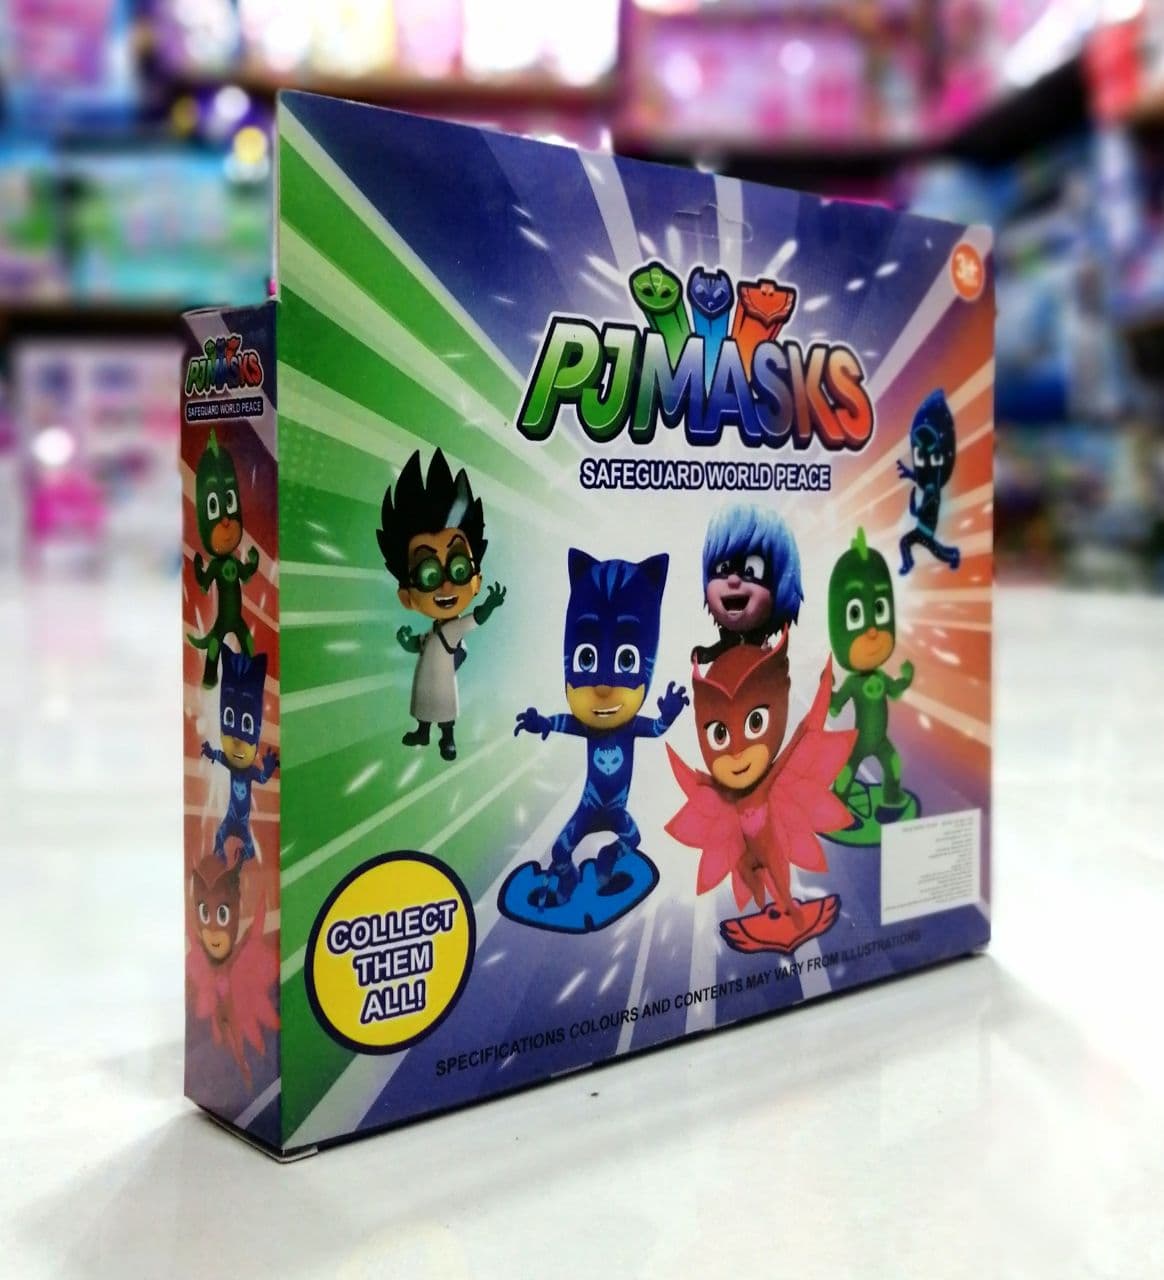 PJMASKS
SAFEGUARD WORLD PEACE
3+
PJMASKS
SAFEGUARD WORLD PEACE
COLLECT
THEM
ALL!
SPECIFICATIONS COLOURS AND CONTENTS MAY VARY FROM ILLUSTRATIONS